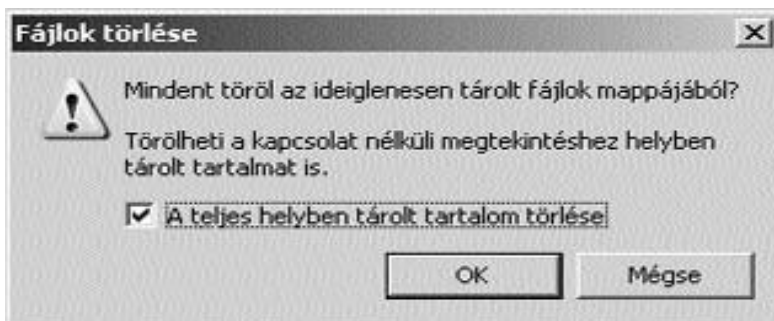 Fájlok törlése
Mindent töröl az ideiglenesen tárolt fájlok mappájából?
Törölheti a kapcsolat nélküli megtekintéshez helyben
tárolt tartalmat is.
A teljes helyben tárolt tartalom törlése
OK Mégse